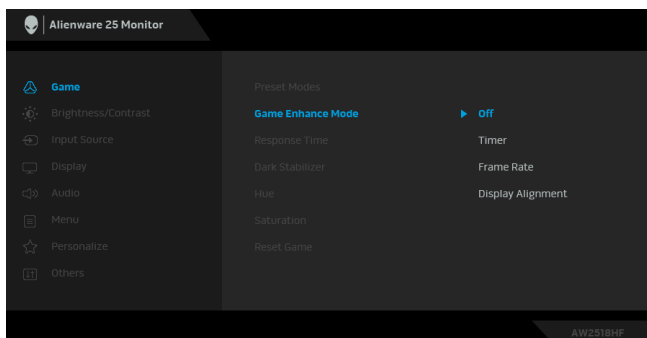 Alienware 25 Monitor
Game
Brightness/Contrast
Input Source
Display
Audio
Menu
Personalize
Others
Preset Modes
Game Enhance Mode
Response Time
Dark Stabilizer
Hue
Saturation
Reset Game
Off
Timer
Frame Rate
Display Alignment
AW2518HF